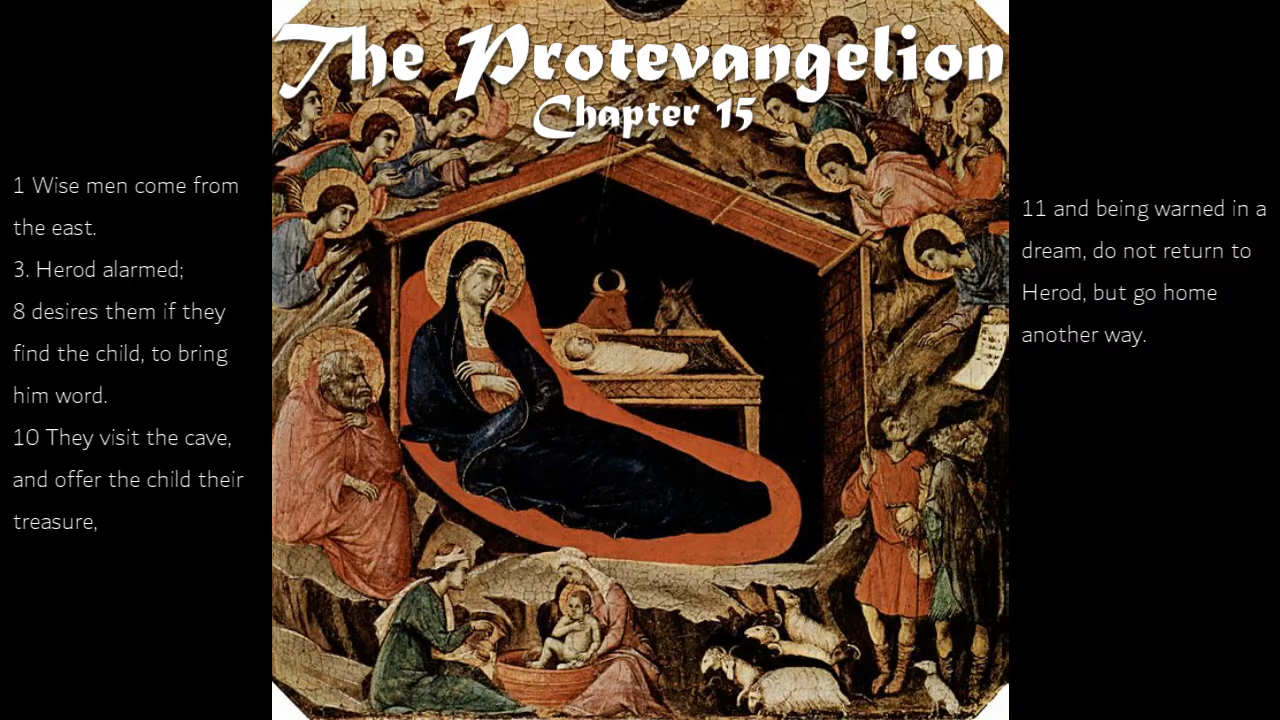 The Protevangelion
Chapter 15
1 Wise men come from
the east.
3. Herod alarmed;
8 desires them if they
find the child, to bring
him word.
10 They visit the cave,
and offer the child their
treasure,
11 and being warned in a
dream, do not return to
Herod, but go home
another way.